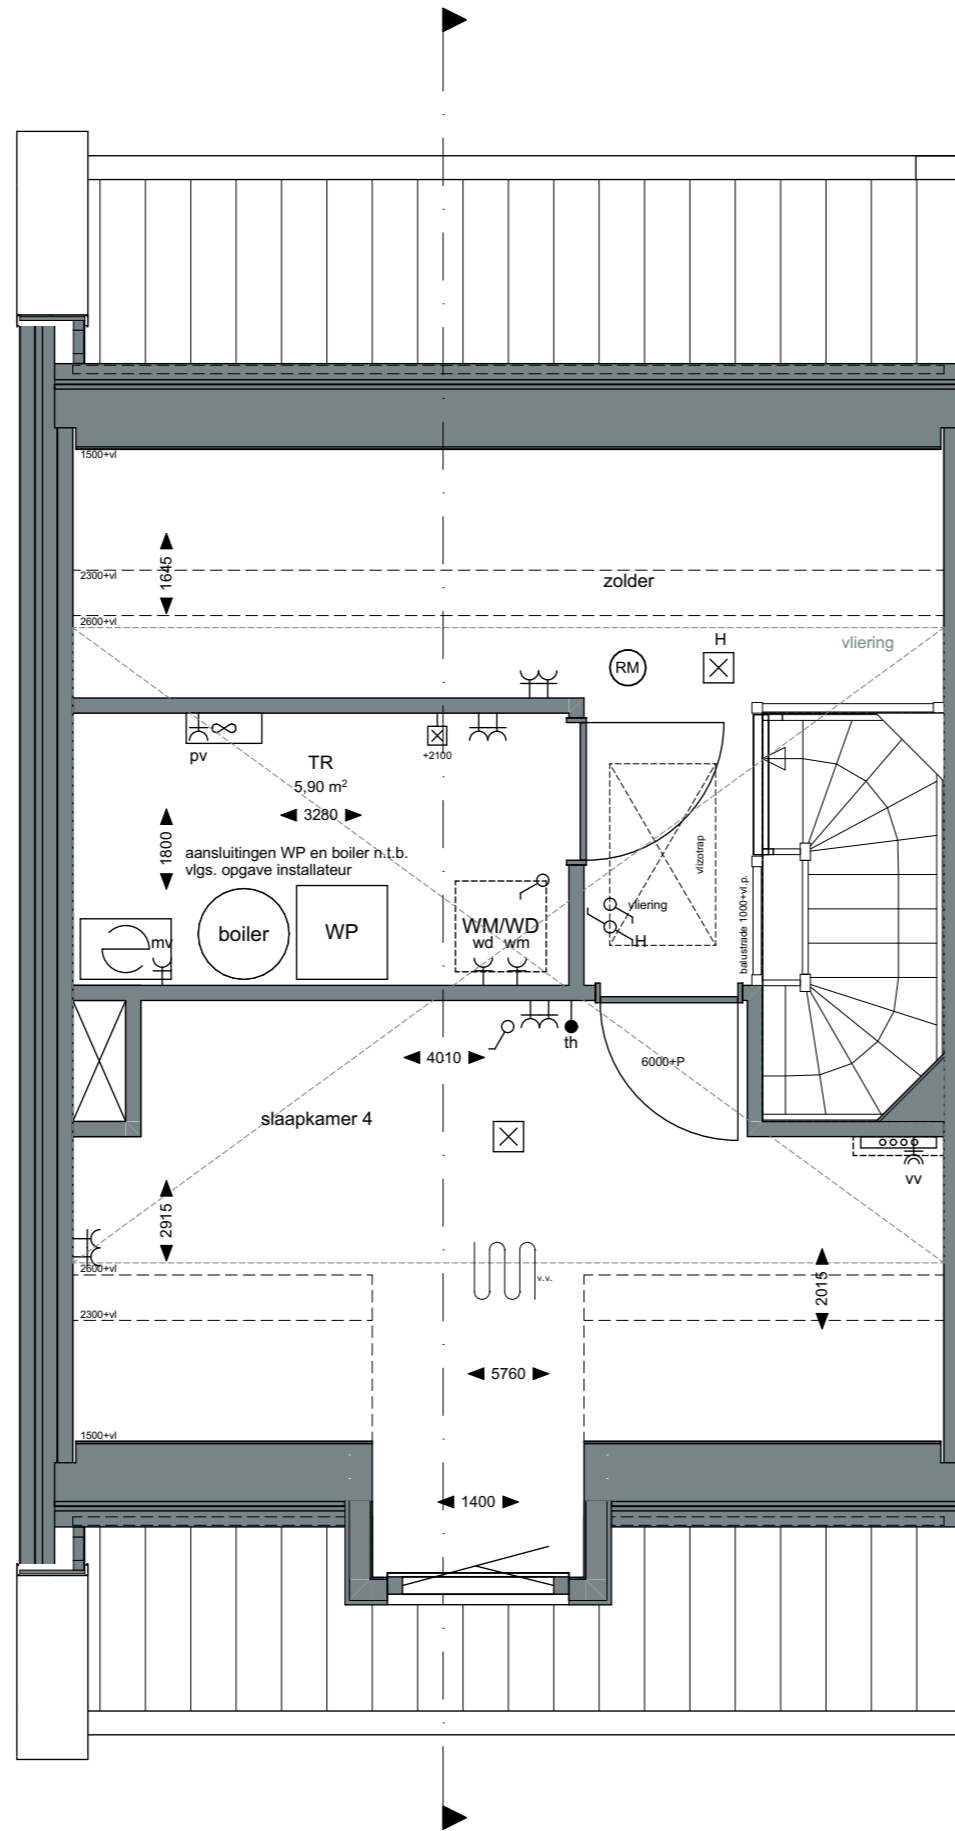 1500+vl
1645
2300+vl
zolder
2600+vl
H
vliering
RM
pv
TR
+2100
5,90 m²
3280
1800
aansluitingen WP en boiler n.t.b.
vlgs. opgave installateur
vlizotrap
vliering
H
balustrade 1000+vl.p.
mv
boiler
WP
WM/WD
wd wm
th
4010
6000+P
slaapkamer 4
vv
2915
2600+vl
v.v.
2015
2300+vl
5760
1500+vl
1400